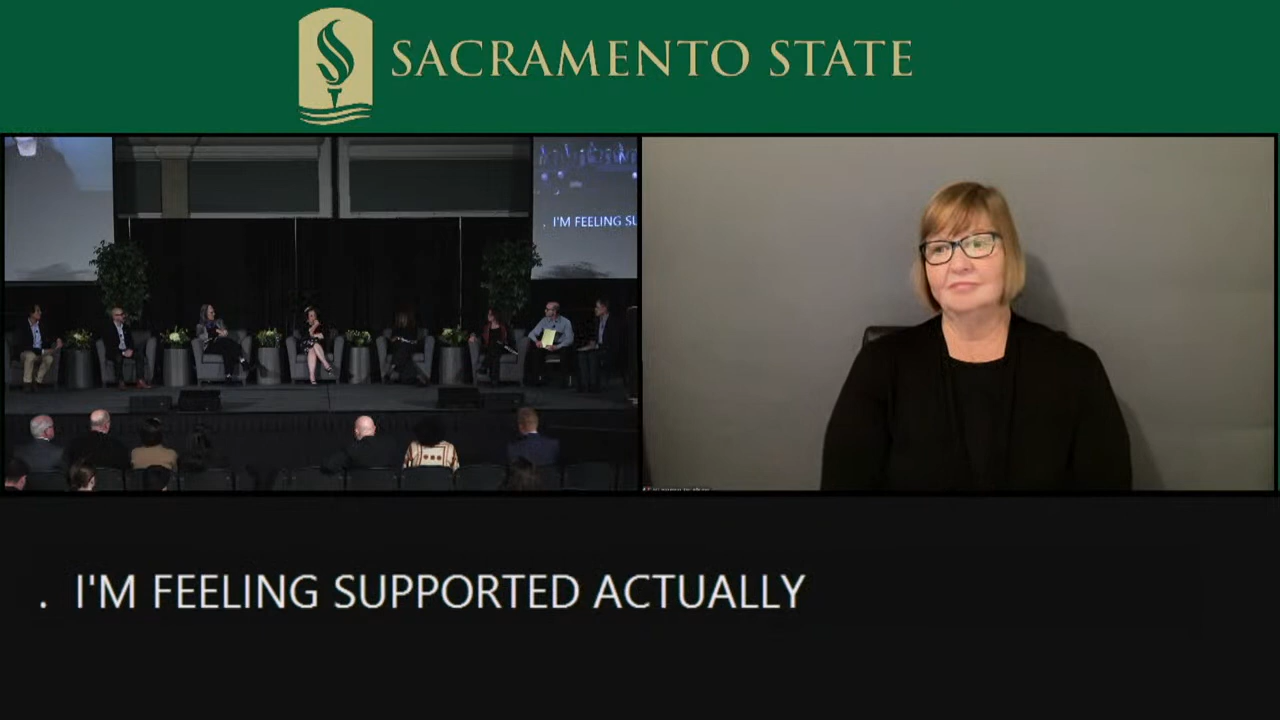 SACRAMENTO STATE
. I'M FEELING SU
. I'M FEELING SUPPORTED ACTUALLY